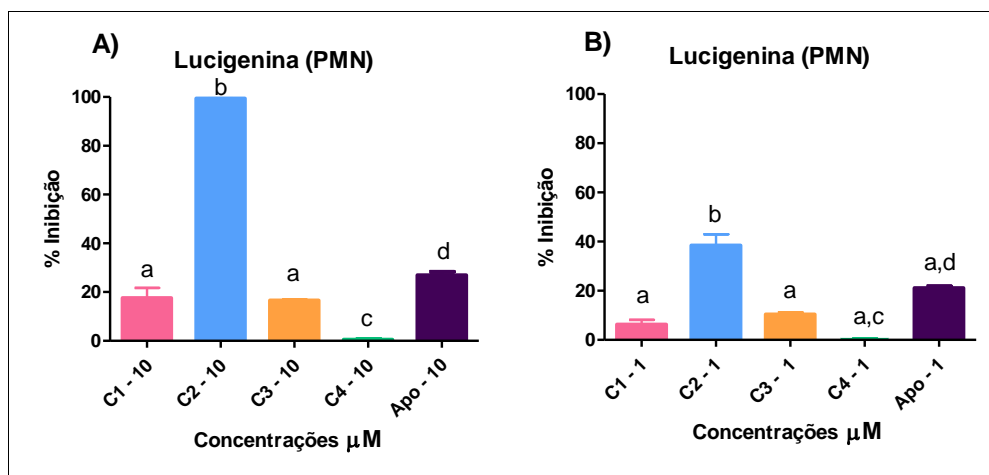 A)
Lucigenina (PMN)
% Inibição
100
80
60
40
20
0
a
b
a
c
d
C1 - 10
C2 - 10
C3 - 10
C4 - 10
Apo - 10
Concentrações μM
B)
Lucigenina (PMN)
% Inibição
100
80
60
40
20
0
a
b
a
a,c
a,d
C1 - 1
C2 - 1
C3 - 1
C4 - 1
Apo - 1
Concentrações μM